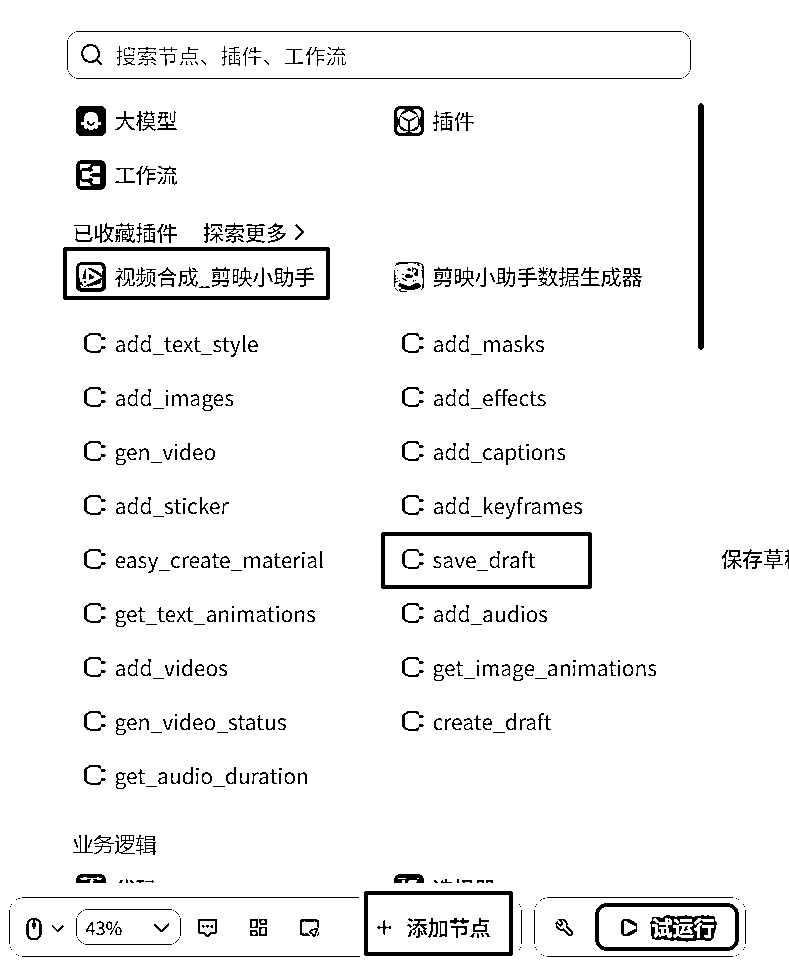 搜索节点、插件、工作流
大模型 插件
工作流
已收藏插件 探索更多
视频合成_剪映小助手 剪映小助手数据生成器
add_text_style add_masks
add_images add_effects
gen_video add_captions
add_sticker add_keyframes
easy_create_material save_draft 保存草
get_text_animations add_audios
add_videos get_image_animations
gen_video_status create_draft
get_audio_duration
业务逻辑
43% 添加节点 试运行